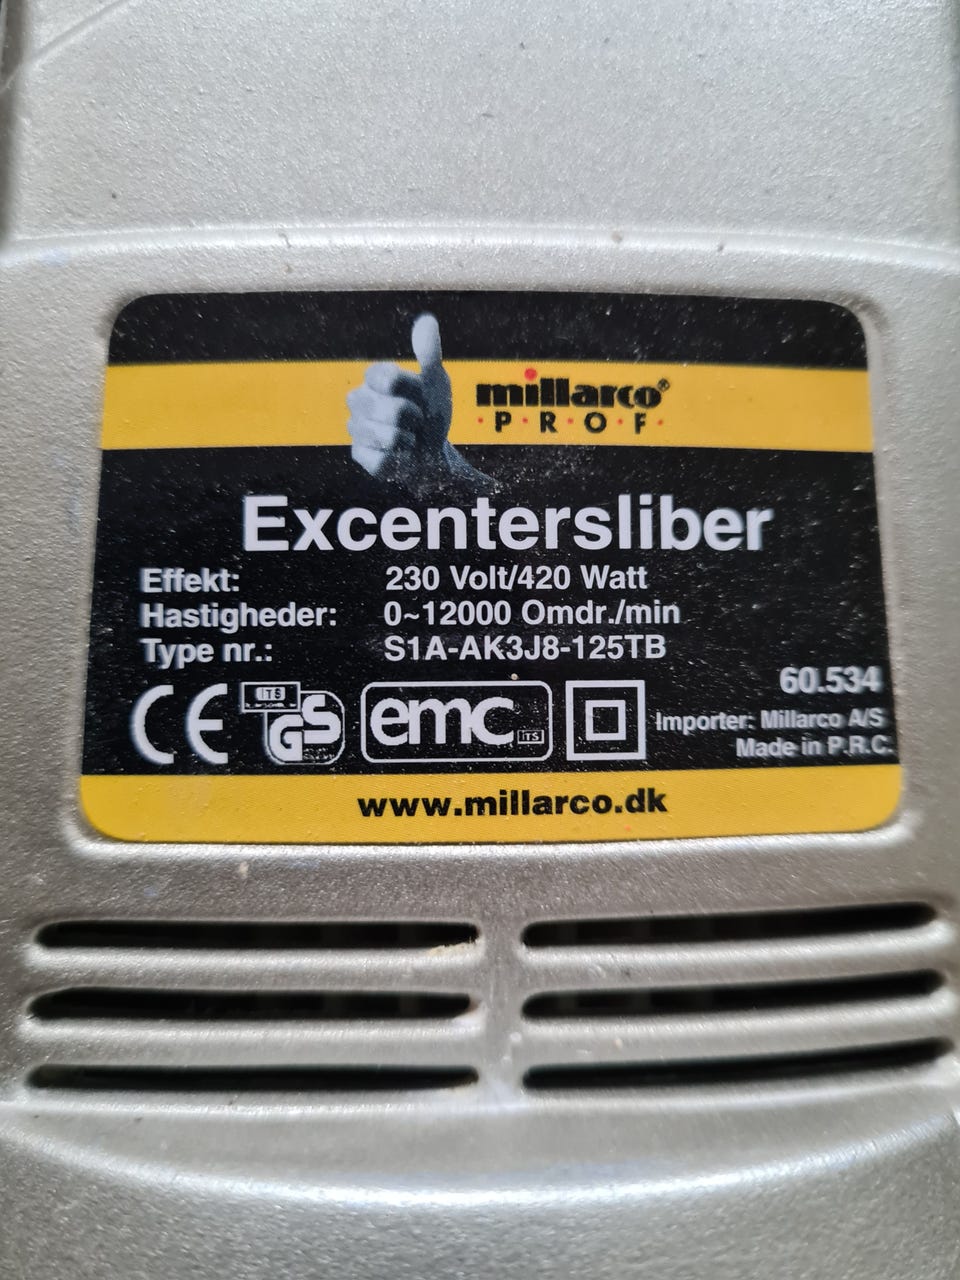 millarco®
P·R·O·F
Excentersliber
Effekt: 230 Volt/420 Watt
Hastigheder: 0~12000 Omdr./min
Type nr.: S1A-AK3J8-125TB
60.534
CE ITS GS emc ITS
Importer: Millarco A/S
Made in P.R.C.
www.millarco.dk